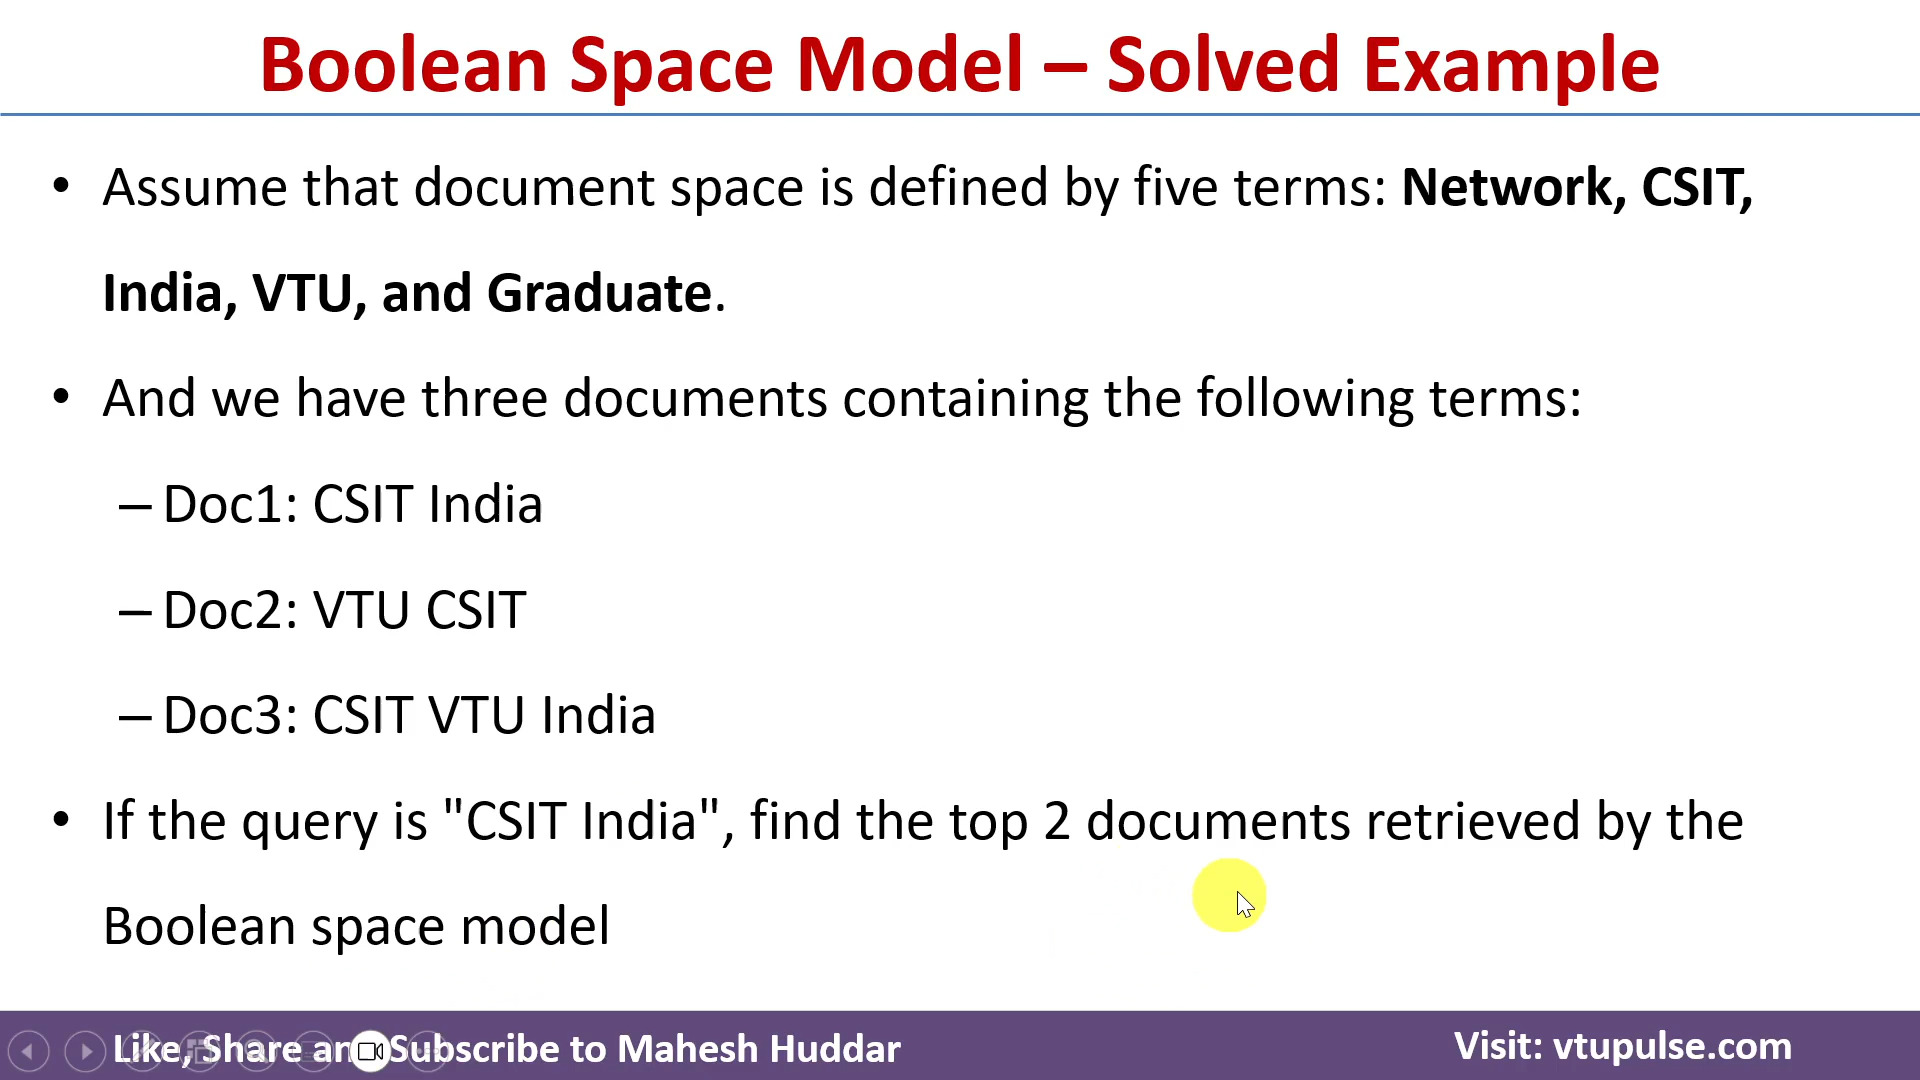 Boolean Space Model – Solved Example
• Assume that document space is defined by five terms: Network, CSIT,
India, VTU, and Graduate.
• And we have three documents containing the following terms:
– Doc1: CSIT India
– Doc2: VTU CSIT
– Doc3: CSIT VTU India
• If the query is "CSIT India", find the top 2 documents retrieved by the
Boolean space model
Like, Share and Subscribe to Mahesh Huddar
Visit: vtupulse.com